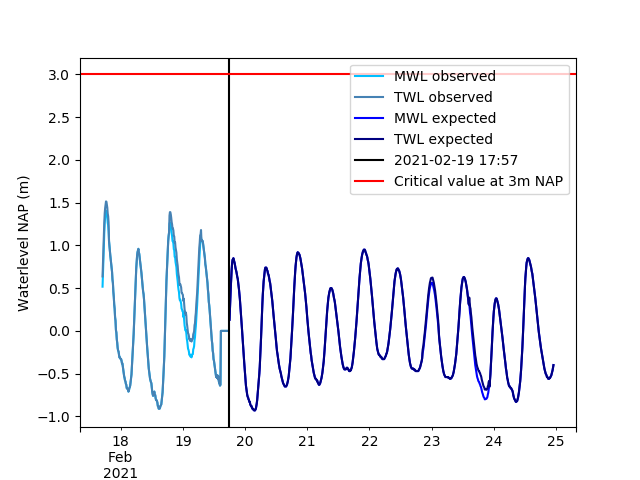 3.0
2.5
2.0
1.5
1.0
0.5
0.0
−0.5
−1.0
Waterlevel NAP (m)
MWL observed
TWL observed
MWL expected
TWL expected
2021-02-19 17:57
Critical value at 3m NAP
18 19 20 21 22 23 24 25
Feb
2021